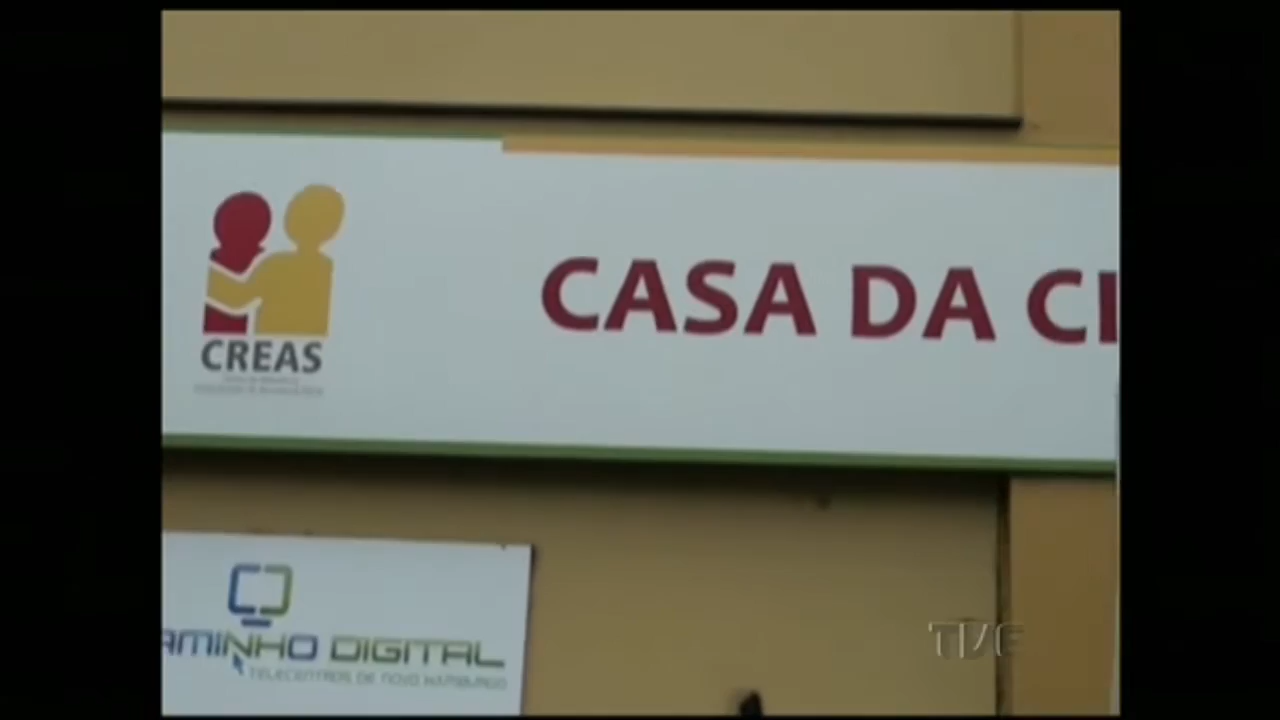 CASA DA CI
CREAS
AMINHO DIGITAL
TELECENTROS DE NOVO HAMBURGO
TVE